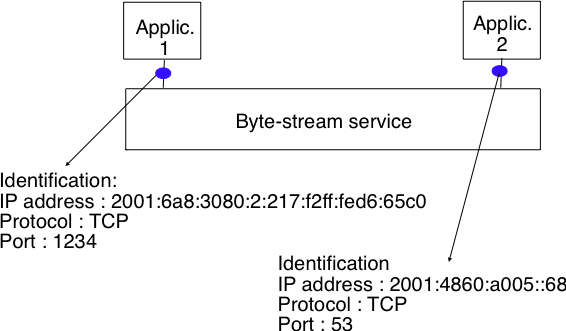 Applic.
1
Applic.
2
Byte-stream service
Identification:
IP address : 2001:6a8:3080:2:217:f2ff:fed6:65c0
Protocol : TCP
Port : 1234
Identification
IP address : 2001:4860:a005::68
Protocol : TCP
Port : 53